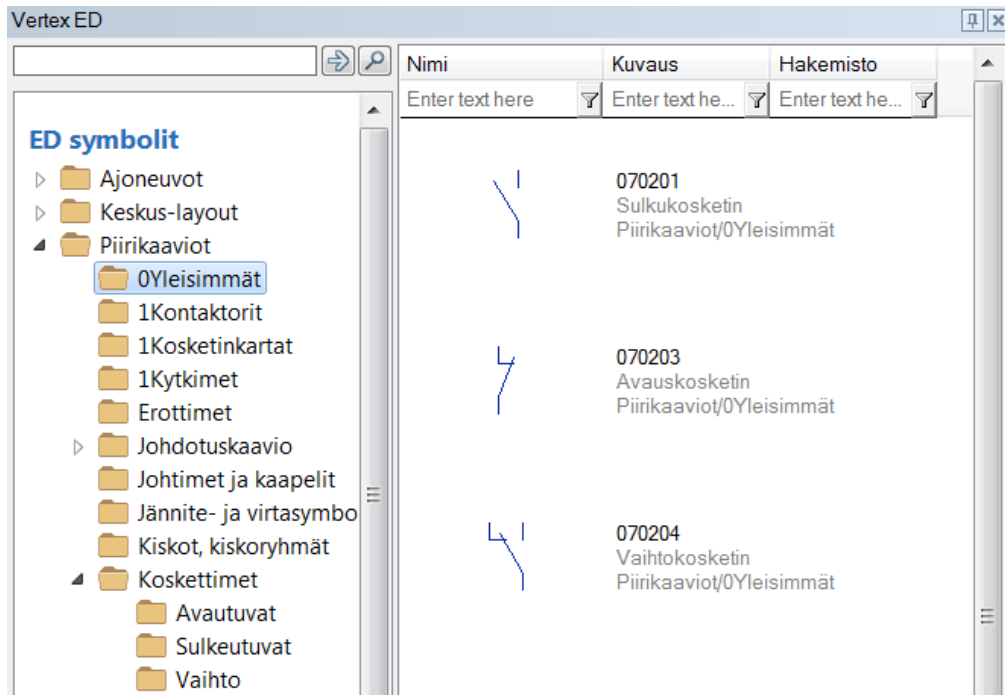 Vertex ED
Nimi Kuvaus Hakemisto
Enter text here Enter text he... Enter text he...
ED symbolit
Ajoneuvot
Keskus-layout
Piirikaaviot
0Yleisimmät
1Kontaktorit
1Kosketinkartat
1Kytkimet
Erottimet
Johdotuskaavio
Johtimet ja kaapelit
Jännite- ja virtasymbo
Kiskot, kiskoryhmät
Koskettimet
Avautuvat
Sulkeutuvat
Vaihto
070201
Sulkukosketin
Piirikaaviot/0Yleisimmät
070203
Avauskosketin
Piirikaaviot/0Yleisimmät
070204
Vaihtokosketin
Piirikaaviot/0Yleisimmät